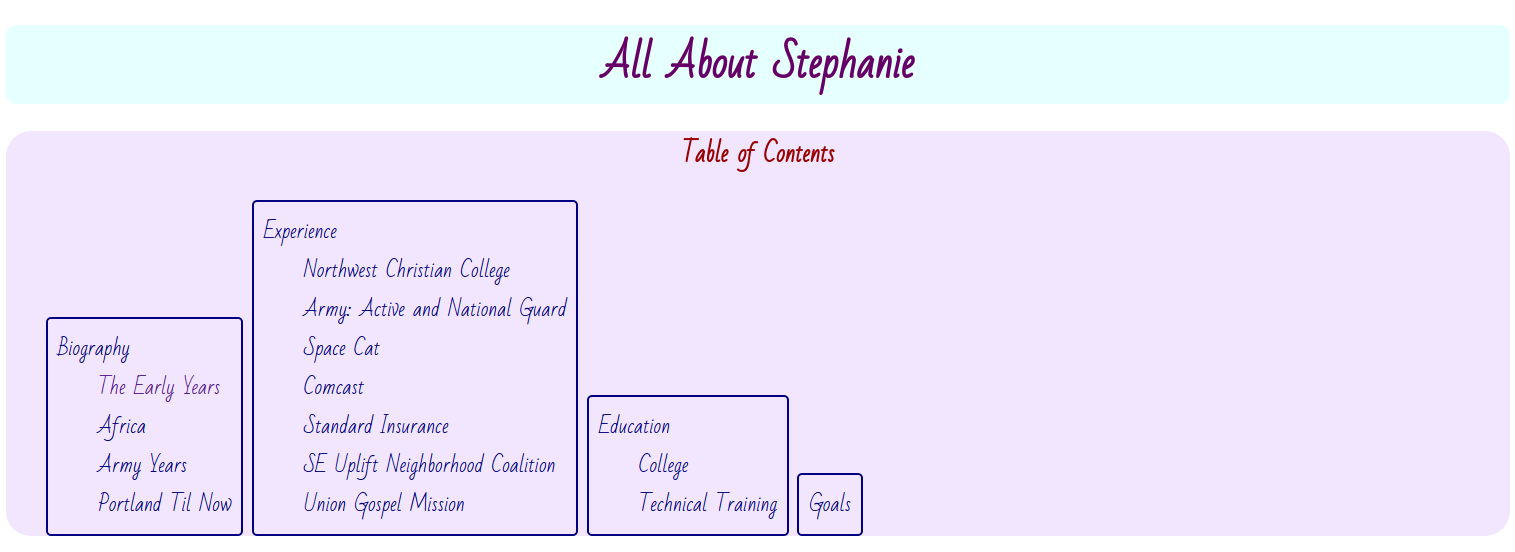 All About Stephanie
Table of Contents
Biography
The Early Years
Africa
Army Years
Portland Til Now
Experience
Northwest Christian College
Army: Active and National Guard
Space Cat
Comcast
Standard Insurance
SE Uplift Neighborhood Coalition
Union Gospel Mission
Education
College
Technical Training
Goals